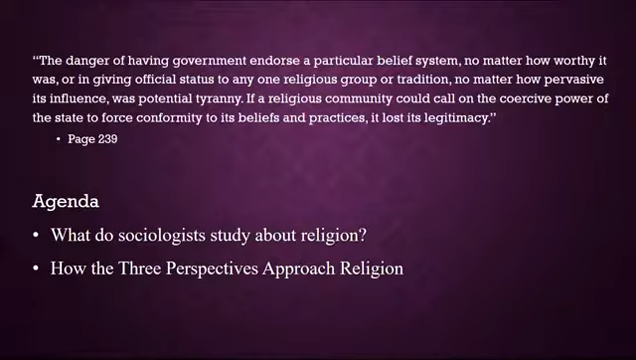 “The danger of having government endorse a particular belief system, no matter how worthy it
was, or in giving official status to any one religious group or tradition, no matter how pervasive
its influence, was potential tyranny. If a religious community could call on the coercive power of
the state to force conformity to its beliefs and practices, it lost its legitimacy.”
• Page 239
Agenda
• What do sociologists study about religion?
• How the Three Perspectives Approach Religion